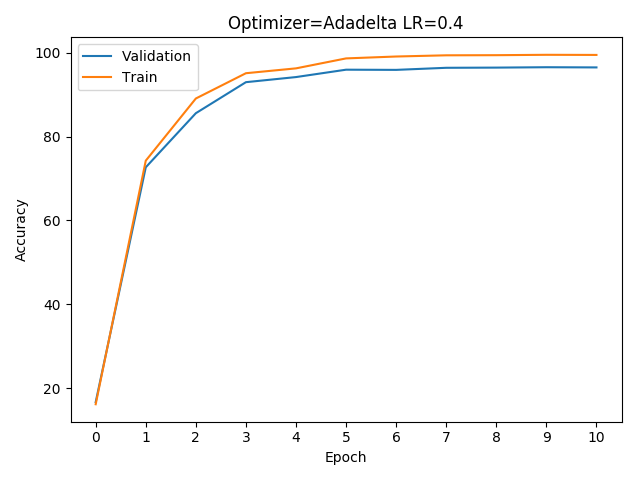 Optimizer=Adadelta LR=0.4
Validation
Train
100
80
60
40
20
Accuracy
0 1 2 3 4 5 6 7 8 9 10
Epoch